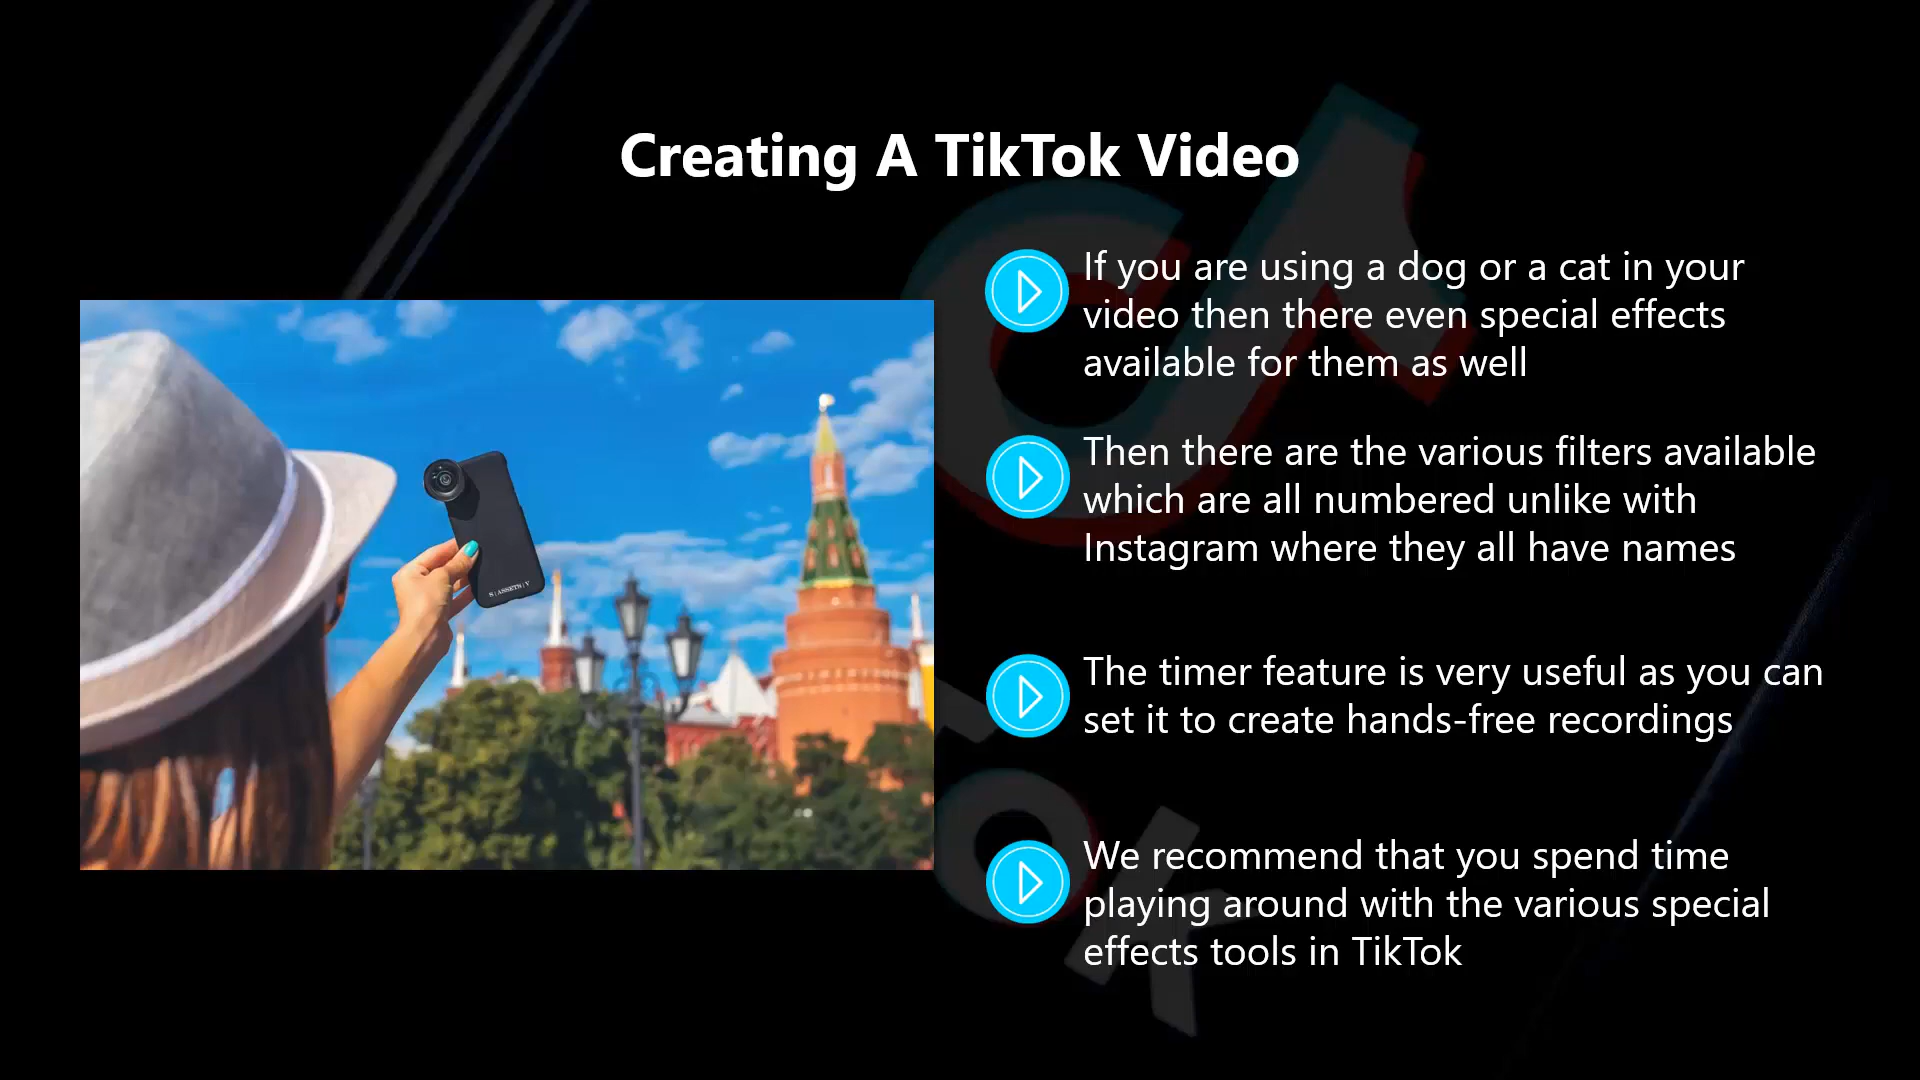 Creating A TikTok Video
If you are using a dog or a cat in your
video then there even special effects
available for them as well
Then there are the various filters available
which are all numbered unlike with
Instagram where they all have names
The timer feature is very useful as you can
set it to create hands-free recordings
We recommend that you spend time
playing around with the various special
effects tools in TikTok